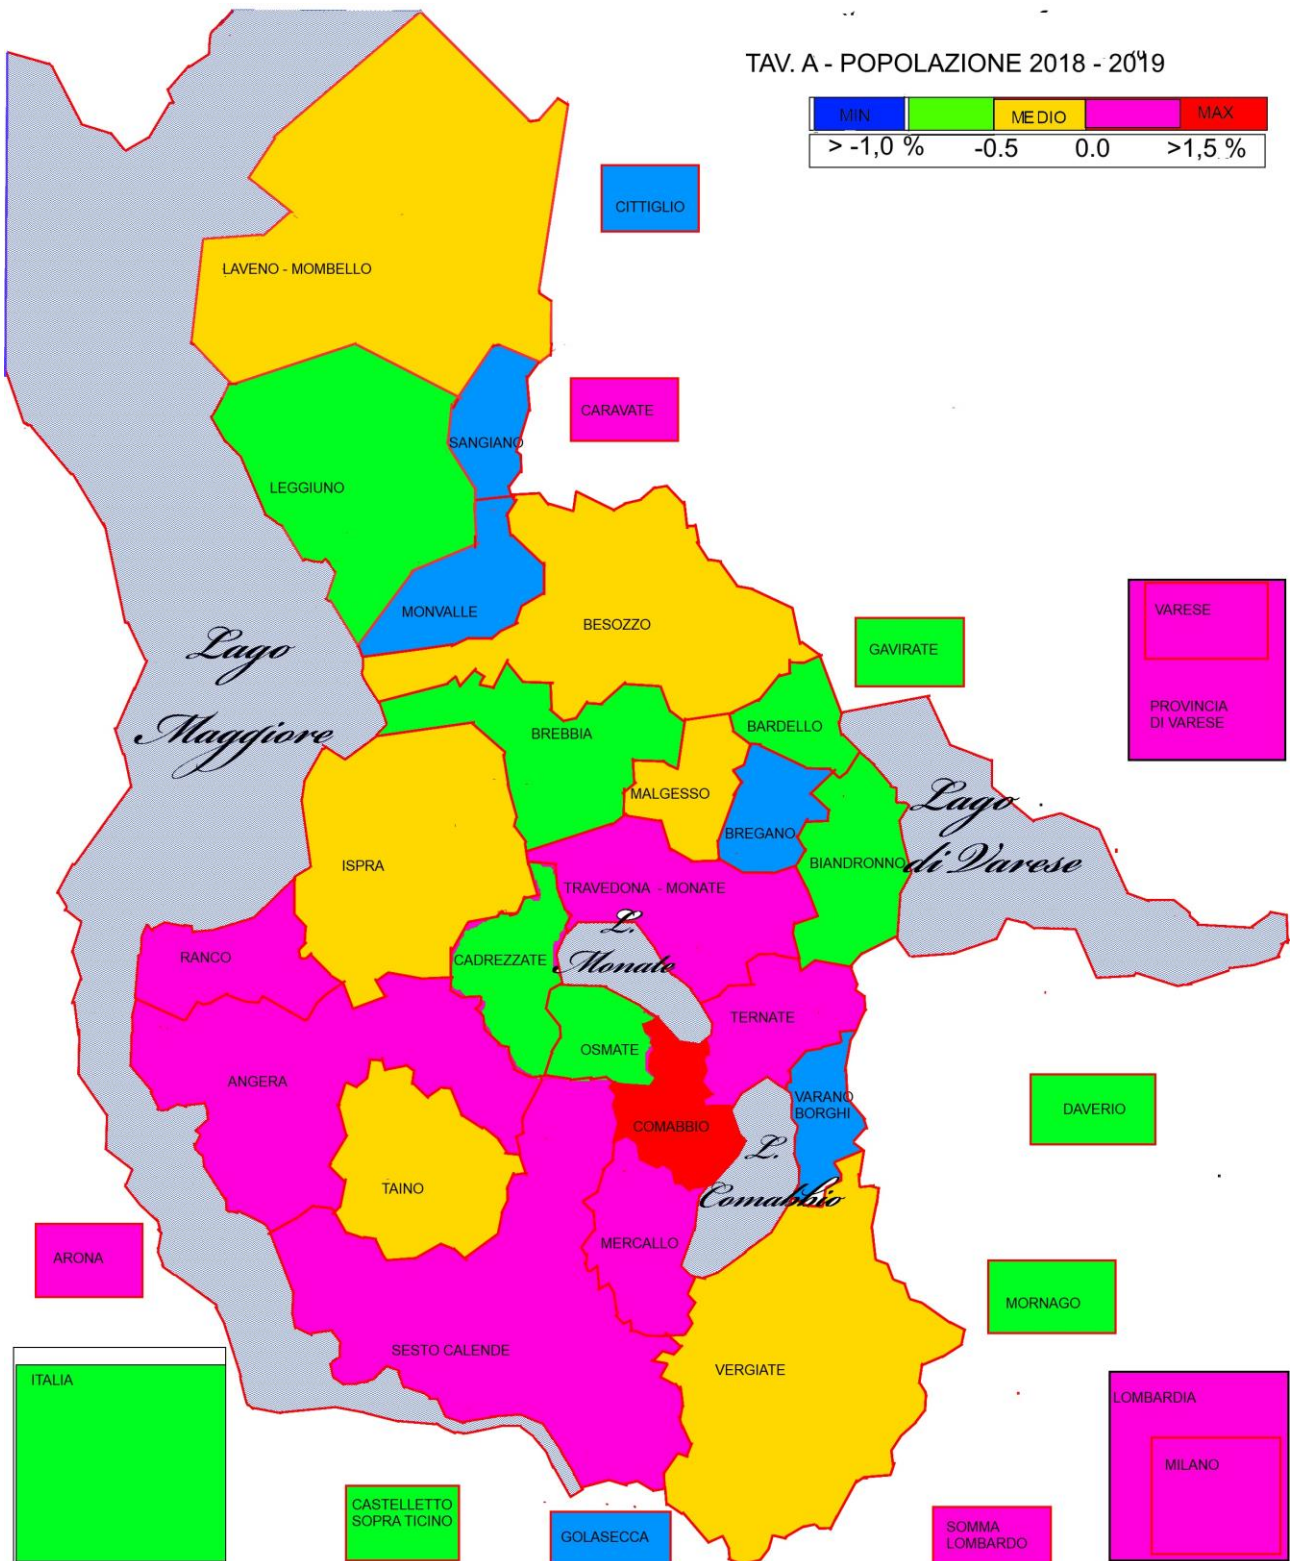 TAV. A - POPOLAZIONE 2018 - 2019
MIN MEDIO MAX
> -1,0 % -0.5 0.0 >1,5 %
CITTIGLIO
LAVENO - MOMBELLO
CARAVATE
SANGIANO
LEGGIUNO
MONVALLE
BESOZZO
VARESE
GAVIRATE
Lago
Maggiore
PROVINCIA
DI VARESE
BREBBIA
BARDELLO
MALGESSO
BREGANO
Lago
di Varese
ISPRA
BIANDRONNO
TRAVEDONA - MONATE
L.
Monate
RANCO
CADREZZATE
TERNATE
OSMATE
ANGERA
VARANO
BORGHI
DAVERIO
COMABBIO
L.
Comabbio
TAINO
MERCALLO
ARONA
MORNAGO
SESTO CALENDE
VERGIATE
ITALIA
LOMBARDIA
MILANO
CASTELLETTO
SOPRA TICINO
GOLASECCA
SOMMA
LOMBARDO